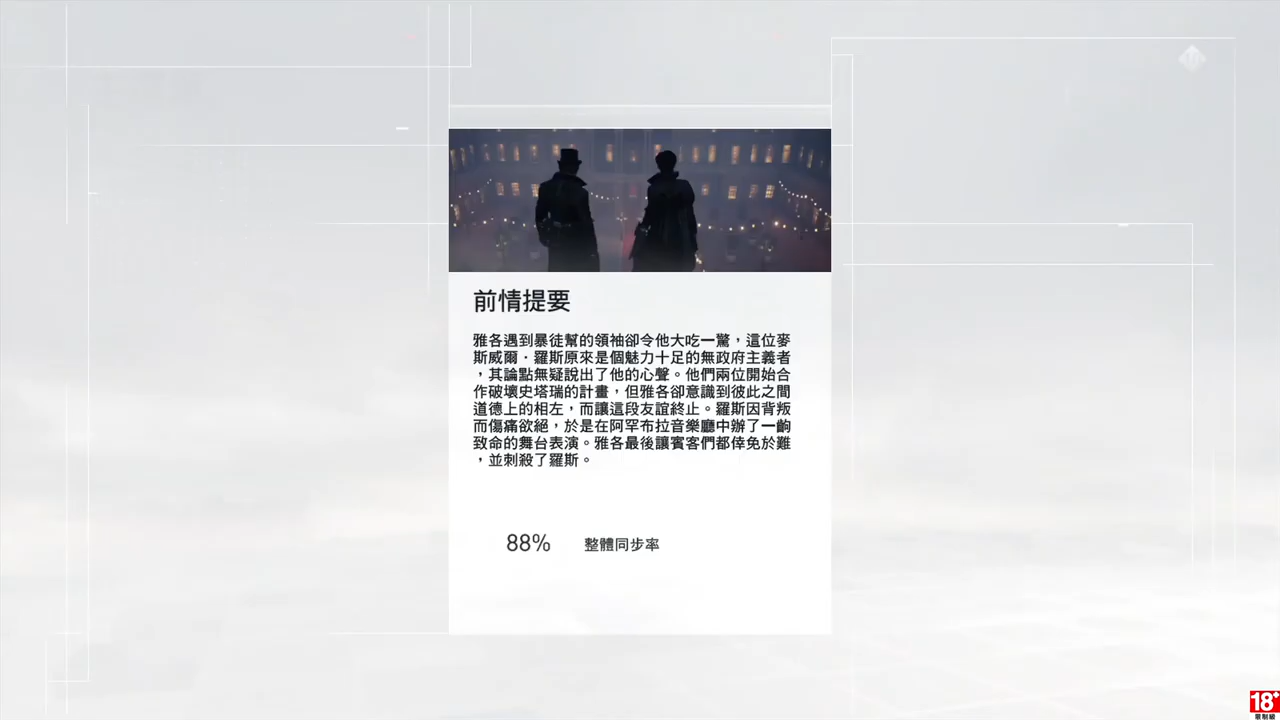 前情提要
雅各遇到暴徒幫的領袖卻令他大吃一驚，這位麥
斯威爾．羅斯原來是個魅力十足的無政府主義者
，其論點無疑說出了他的心聲。他們兩位開始合
作破壞史塔瑞的計畫，但雅各卻意識到彼此之間
道德上的相左，而讓這段友誼終止。羅斯因背叛
而傷痛欲絕，於是在阿罕布拉音樂廳中辦了一齣
致命的舞台表演。雅各最後讓賓客們都倖免於難
，並刺殺了羅斯。
88% 整體同步率
18+
限制級